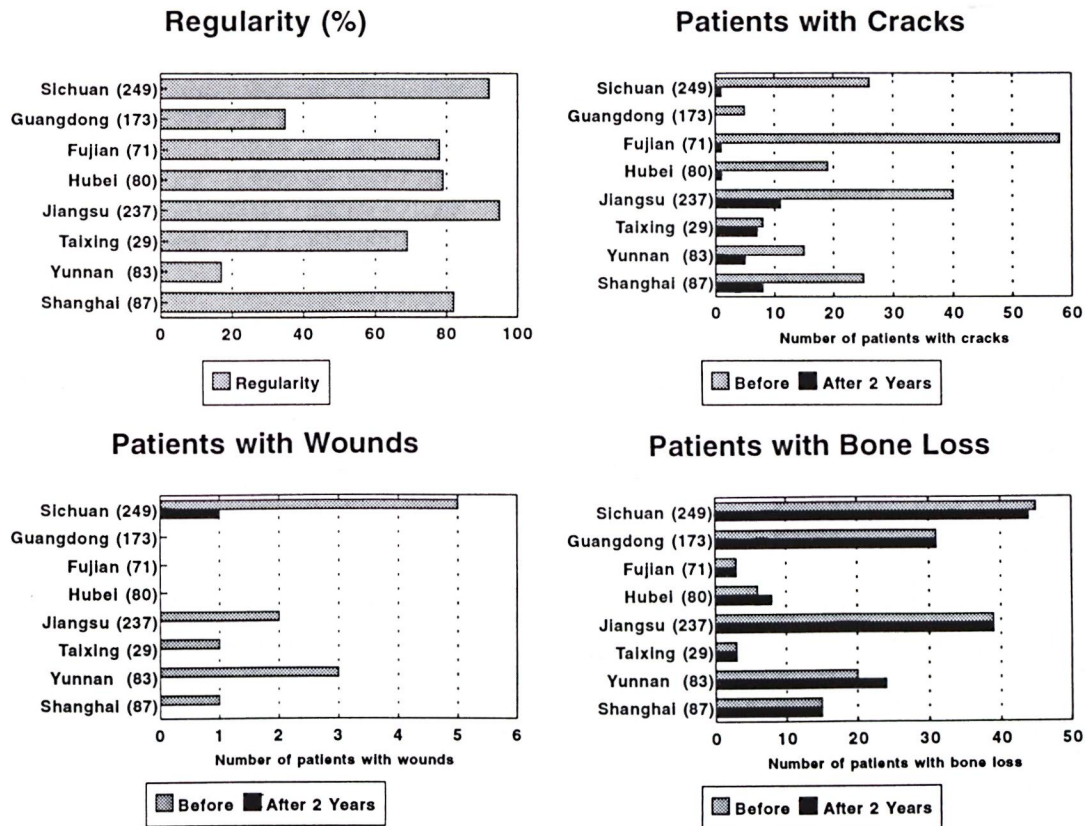 Regularity (%)
Sichuan (249)
Guangdong (173)
Fujian (71)
Hubei (80)
Jiangsu (237)
Taixing (29)
Yunnan (83)
Shanghai (87)
0 20 40 60 80 100
Regularity
Patients with Cracks
Sichuan (249)
Guangdong (173)
Fujian (71)
Hubei (80)
Jiangsu (237)
Taixing (29)
Yunnan (83)
Shanghai (87)
0 10 20 30 40 50 60
Number of patients with cracks
Before After 2 Years
Patients with Wounds
Sichuan (249)
Guangdong (173)
Fujian (71)
Hubei (80)
Jiangsu (237)
Taixing (29)
Yunnan (83)
Shanghai (87)
0 1 2 3 4 5 6
Number of patients with wounds
Before After 2 Years
Patients with Bone Loss
Sichuan (249)
Guangdong (173)
Fujian (71)
Hubei (80)
Jiangsu (237)
Taixing (29)
Yunnan (83)
Shanghai (87)
0 10 20 30 40 50
Number of patients with bone loss
Before After 2 Years